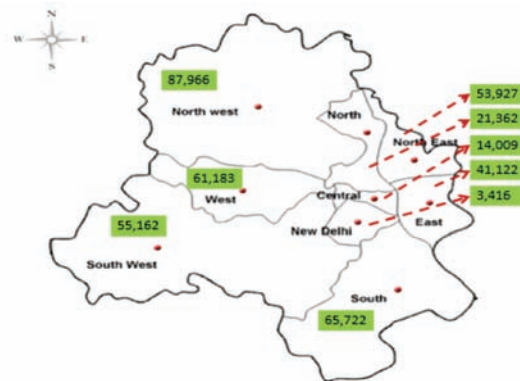 N
W E
S
87,966
North west
North
53,927
21,362
North East
14,009
61,183
West
Central
41,122
3,416
New Delhi
East
55,162
South West
South
65,722